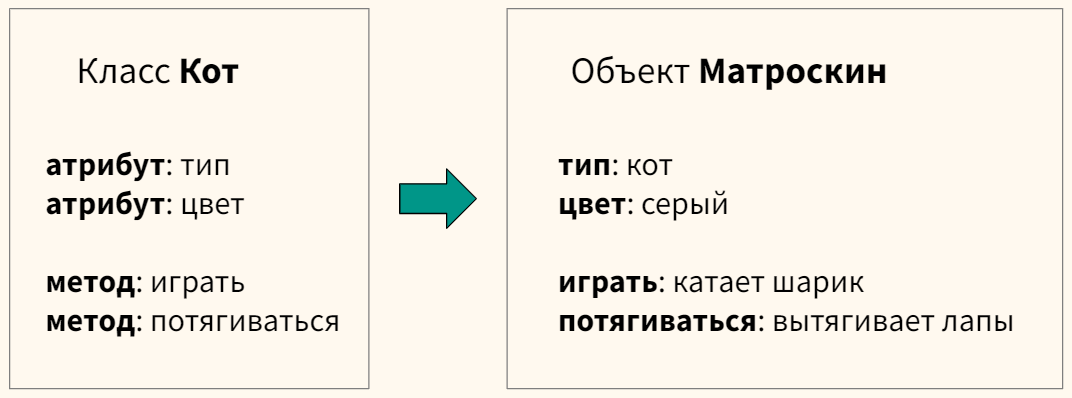 Класс Кот
атрибут: тип
атрибут: цвет
метод: играть
метод: потягиваться
Объект Матроскин
тип: кот
цвет: серый
играть: катает шарик
потягиваться: вытягивает лапы